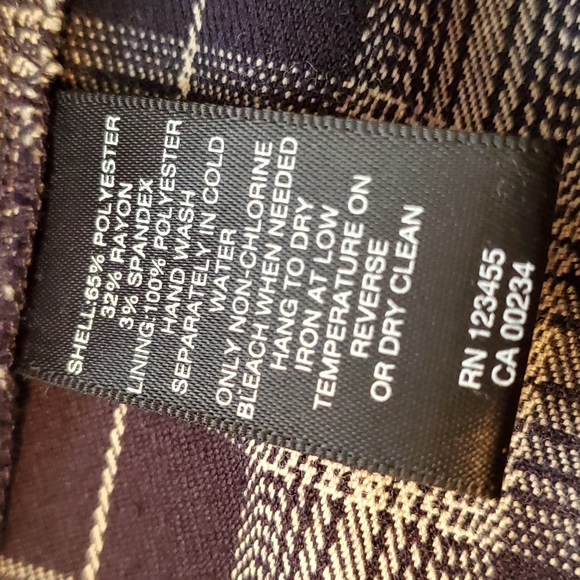 SHELL:65% POLYESTER
32% RAYON
3% SPANDEX
LINING:100% POLYESTER
HAND WASH
SEPARATELY IN COLD
WATER
ONLY NON-CHLORINE
BLEACH WHEN NEEDED
HANG TO DRY
IRON AT LOW
TEMPERATURE ON
REVERSE
OR DRY CLEAN
RN 123455
CA 00234